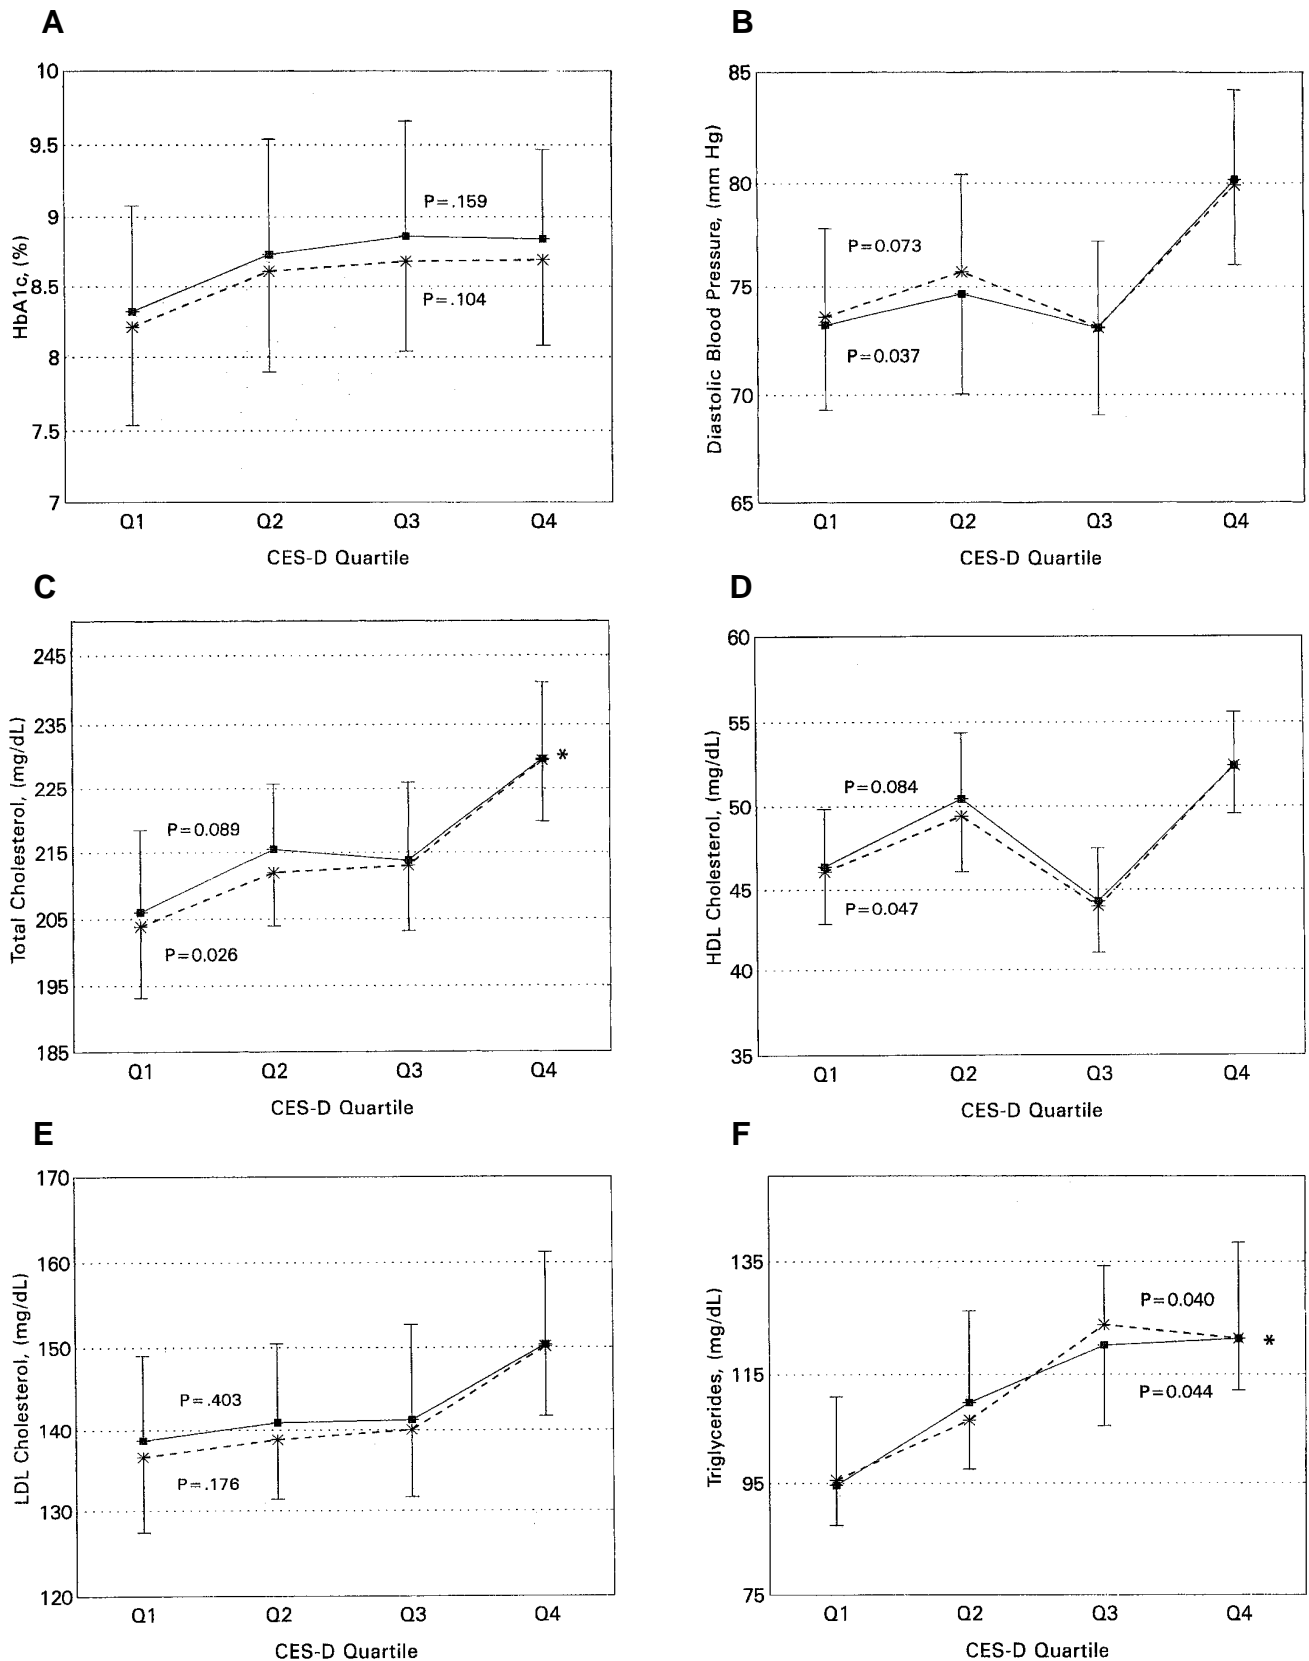 A
10
9.5
9
8.5
8
7.5
7
HbA1c, (%)
P=.159
P=.104
Q1 Q2 Q3 Q4
CES-D Quartile
B
85
80
75
70
65
Diastolic Blood Pressure, (mm Hg)
P=0.073
P=0.037
Q1 Q2 Q3 Q4
CES-D Quartile
C
245
235
225
215
205
195
185
Total Cholesterol, (mg/dL)
P=0.089
P=0.026
*
Q1 Q2 Q3 Q4
CES-D Quartile
D
60
55
50
45
40
35
HDL Cholesterol, (mg/dL)
P=0.084
P=0.047
Q1 Q2 Q3 Q4
CES-D Quartile
E
170
160
150
140
130
120
LDL Cholesterol, (mg/dL)
P=.403
P=.176
Q1 Q2 Q3 Q4
CES-D Quartile
F
135
115
95
75
Triglycerides, (mg/dL)
P=0.040
P=0.044
*
Q1 Q2 Q3 Q4
CES-D Quartile